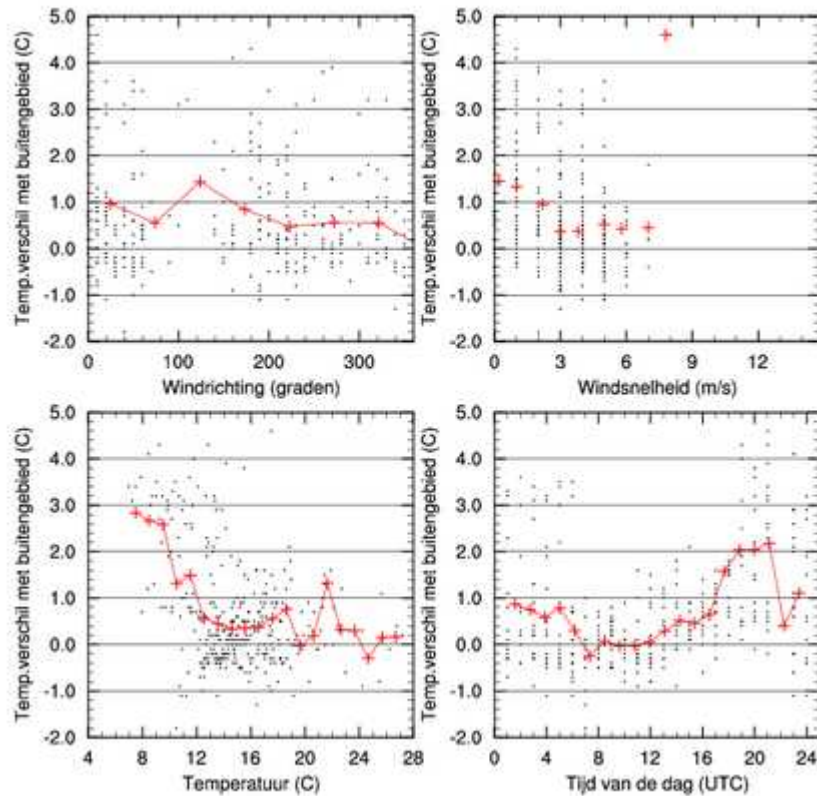 5.0 5.0
4.0 4.0
3.0 3.0
2.0 2.0
1.0 1.0
0.0 0.0
-1.0 -1.0
-2.0 -2.0
Temp.verschil met buitengebied (C)
Temp.verschil met buitengebied (C)
0 100 200 300
0 3 6 9 12
Windrichting (graden)
Windsnelheid (m/s)
5.0 5.0
4.0 4.0
3.0 3.0
2.0 2.0
1.0 1.0
0.0 0.0
-1.0 -1.0
-2.0 -2.0
Temp.verschil met buitengebied (C)
Temp.verschil met buitengebied (C)
4 8 12 16 20 24 28
0 4 8 12 16 20 24
Temperatuur (C)
Tijd van de dag (UTC)